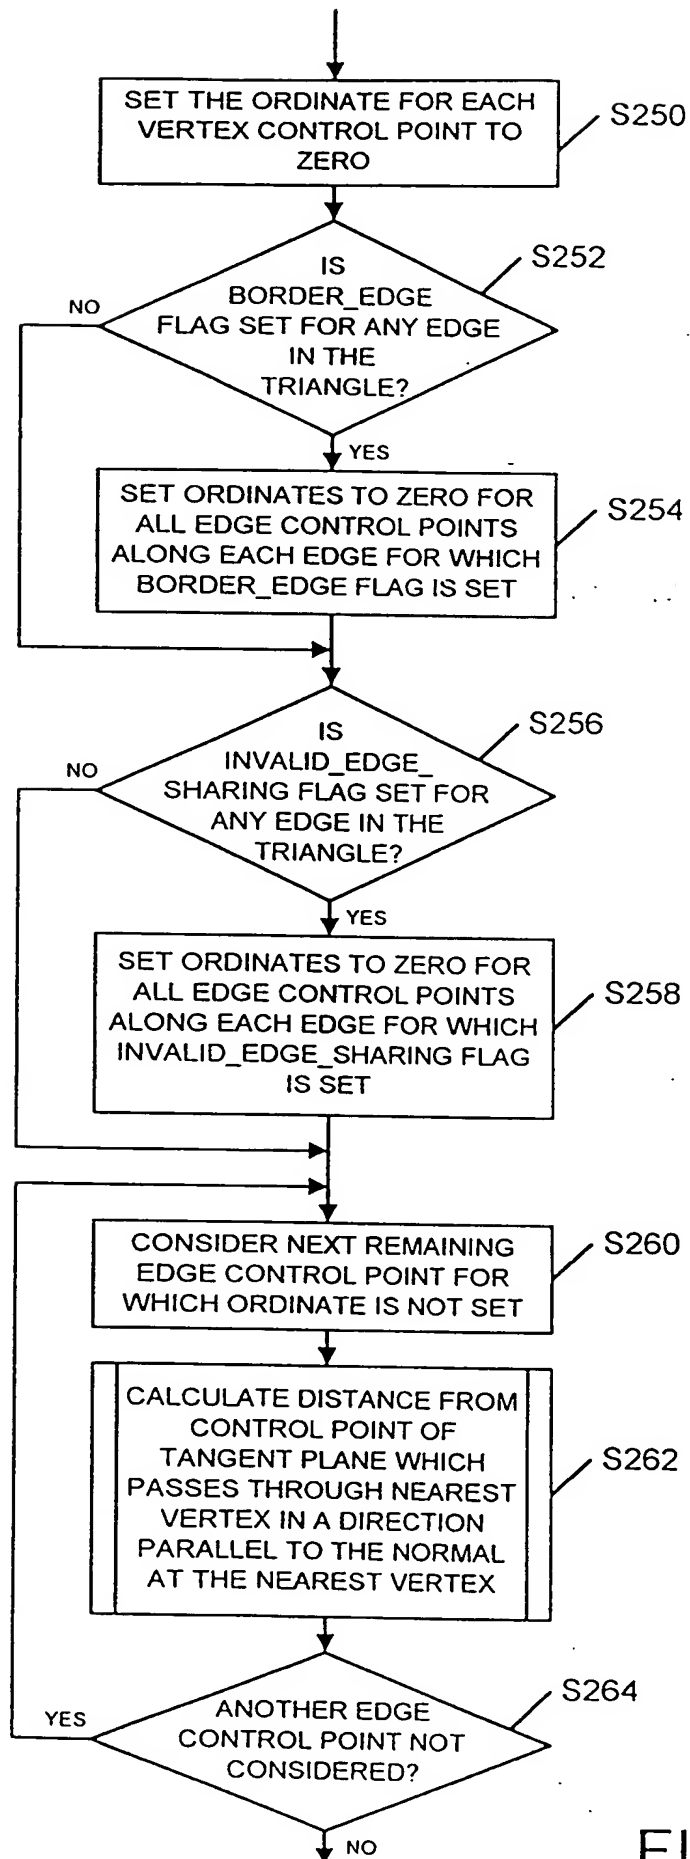 SET THE ORDINATE FOR EACH
VERTEX CONTROL POINT TO
ZERO
S250
IS
BORDER_EDGE
FLAG SET FOR ANY EDGE
IN THE
TRIANGLE?
S252
NO
YES
SET ORDINATES TO ZERO FOR
ALL EDGE CONTROL POINTS
ALONG EACH EDGE FOR WHICH
BORDER_EDGE FLAG IS SET
S254
IS
INVALID_EDGE_
SHARING FLAG SET FOR
ANY EDGE IN THE
TRIANGLE?
S256
NO
YES
SET ORDINATES TO ZERO FOR
ALL EDGE CONTROL POINTS
ALONG EACH EDGE FOR WHICH
INVALID_EDGE_SHARING FLAG
IS SET
S258
CONSIDER NEXT REMAINING
EDGE CONTROL POINT FOR
WHICH ORDINATE IS NOT SET
S260
CALCULATE DISTANCE FROM
CONTROL POINT OF
TANGENT PLANE WHICH
PASSES THROUGH NEAREST
VERTEX IN A DIRECTION
PARALLEL TO THE NORMAL
AT THE NEAREST VERTEX
S262
ANOTHER EDGE
CONTROL POINT NOT
CONSIDERED?
S264
YES
NO